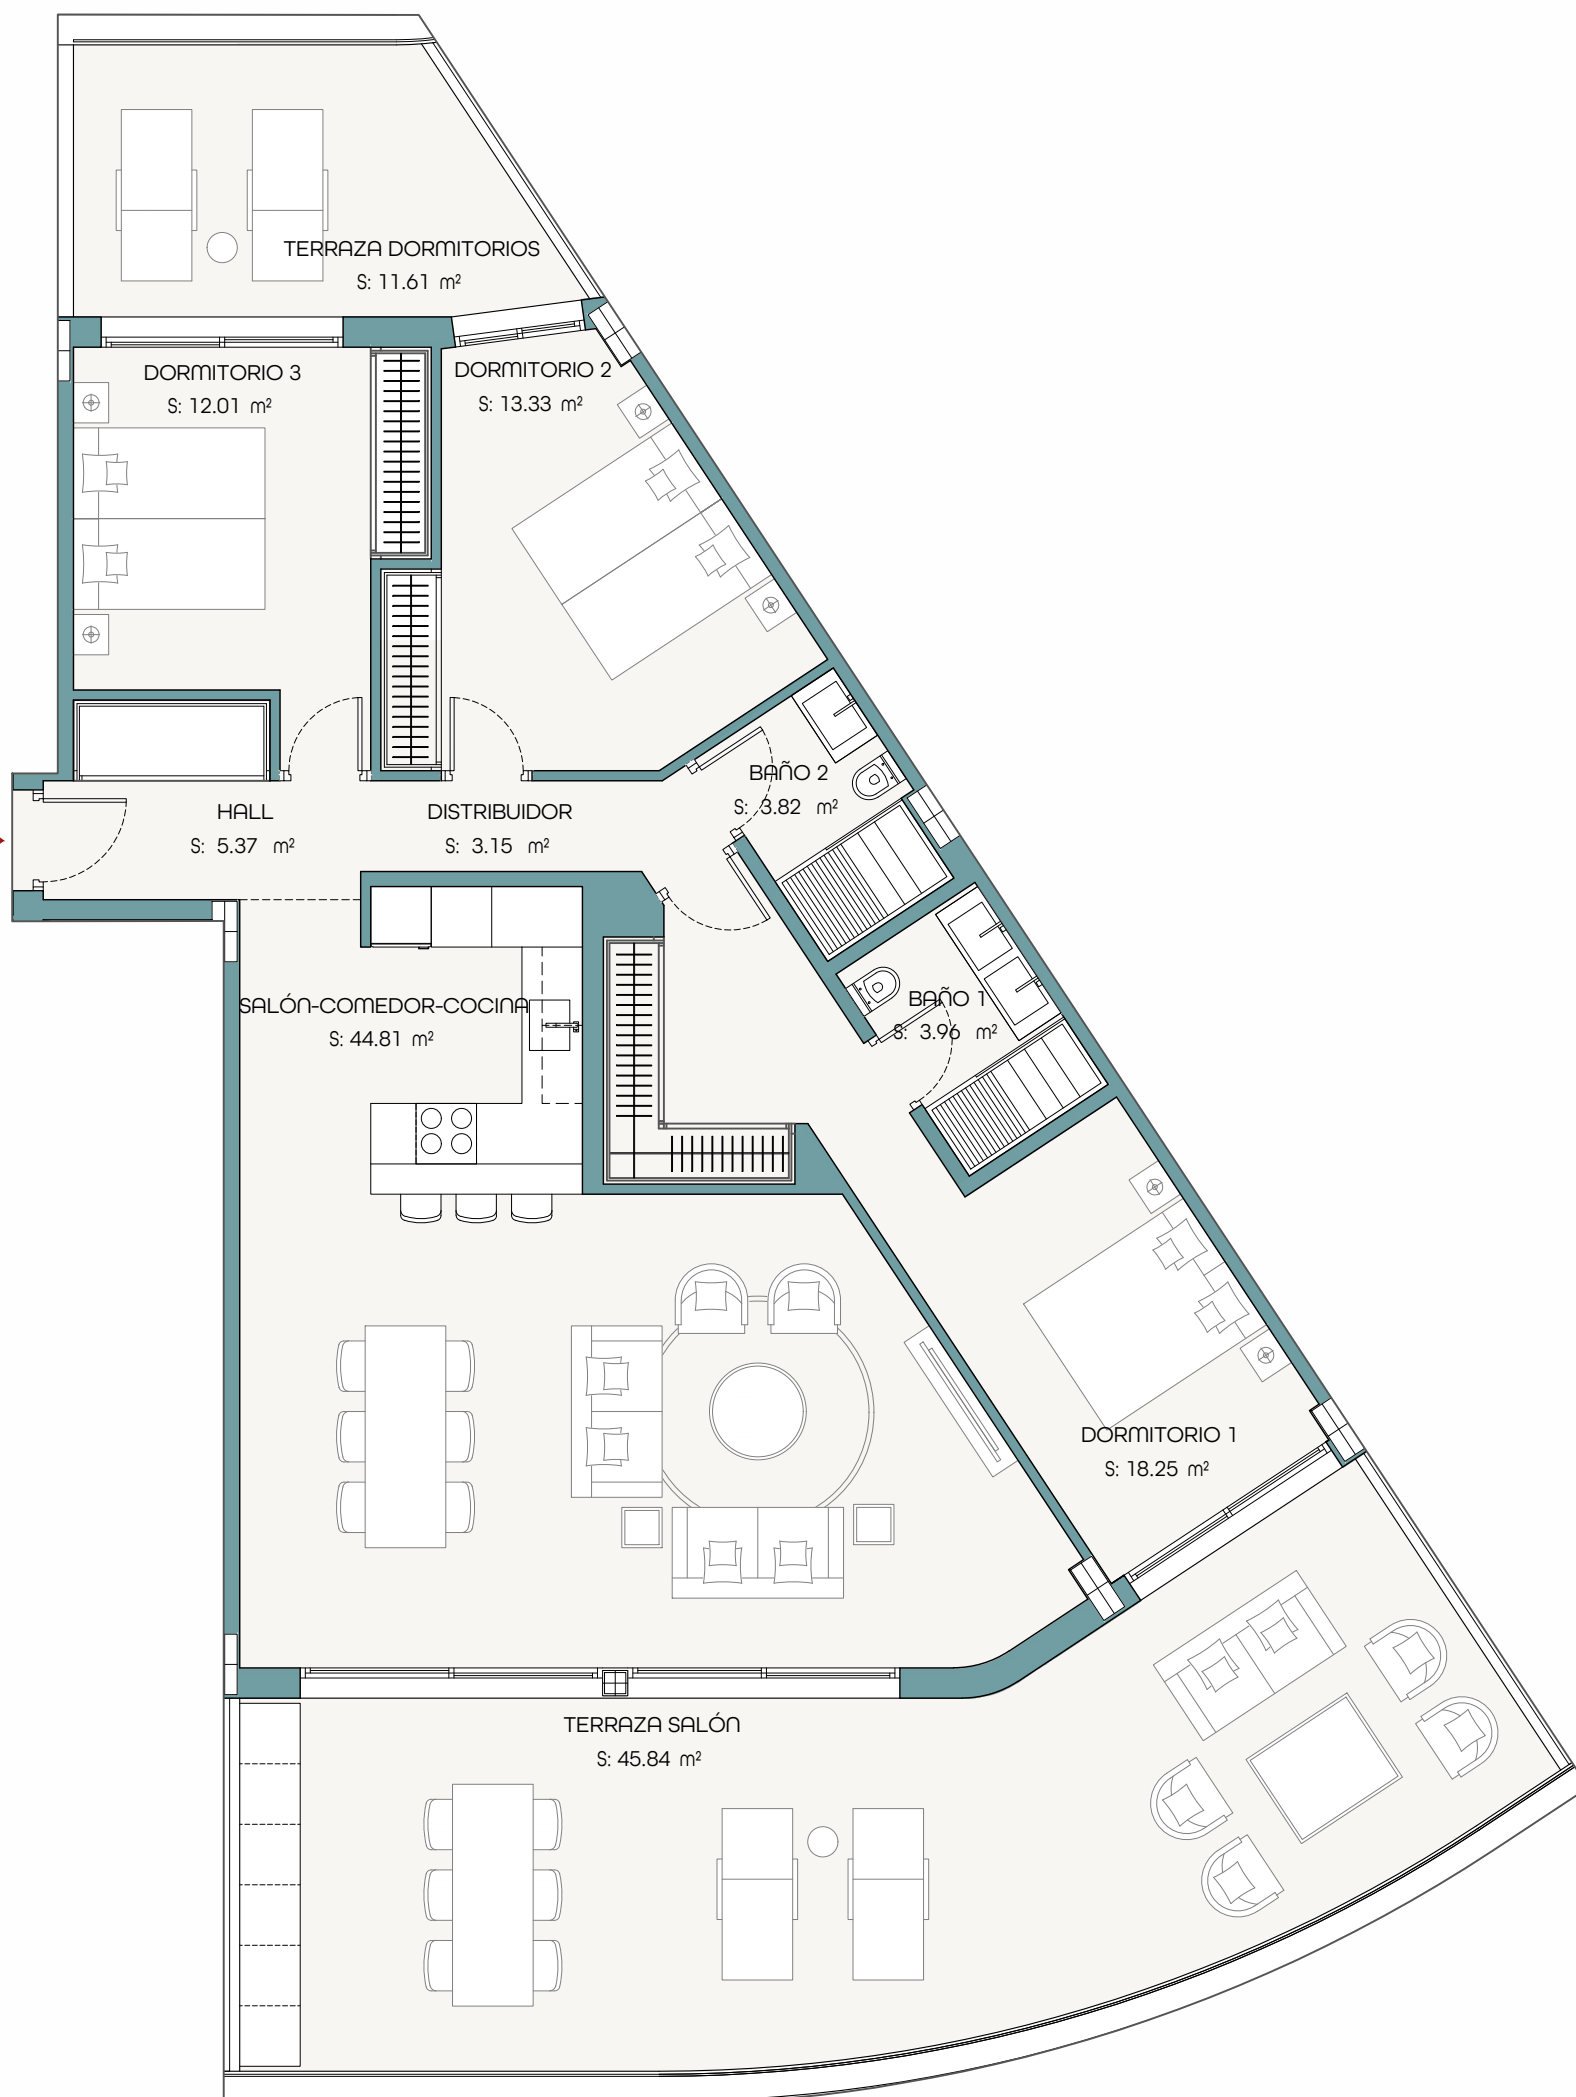 TERRAZA DORMITORIOS
S: 11.61 m²
DORMITORIO 3
S: 12.01 m²
DORMITORIO 2
S: 13.33 m²
BAÑO 2
S: 3.82 m²
HALL
S: 5.37 m²
DISTRIBUIDOR
S: 3.15 m²
SALÓN-COMEDOR-COCINA
S: 44.81 m²
BAÑO 1
S: 3.96 m²
DORMITORIO 1
S: 18.25 m²
TERRAZA SALÓN
S: 45.84 m²